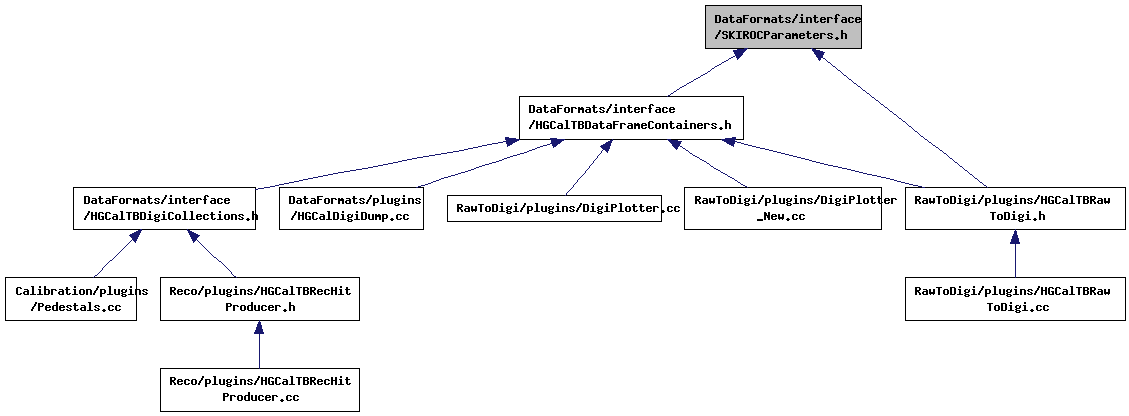 DataFormats/interface
/SKIROCParameters.h
DataFormats/interface
/HGCalTBDataFrameContainers.h
DataFormats/interface
/HGCalTBDigiCollections.h
DataFormats/plugins
/HGCalDigiDump.cc
RawToDigi/plugins/DigiPlotter.cc
RawToDigi/plugins/DigiPlotter
_New.cc
RawToDigi/plugins/HGCalTBRaw
ToDigi.h
Calibration/plugins
/Pedestals.cc
Reco/plugins/HGCalTBRecHit
Producer.h
RawToDigi/plugins/HGCalTBRaw
ToDigi.cc
Reco/plugins/HGCalTBRecHit
Producer.cc